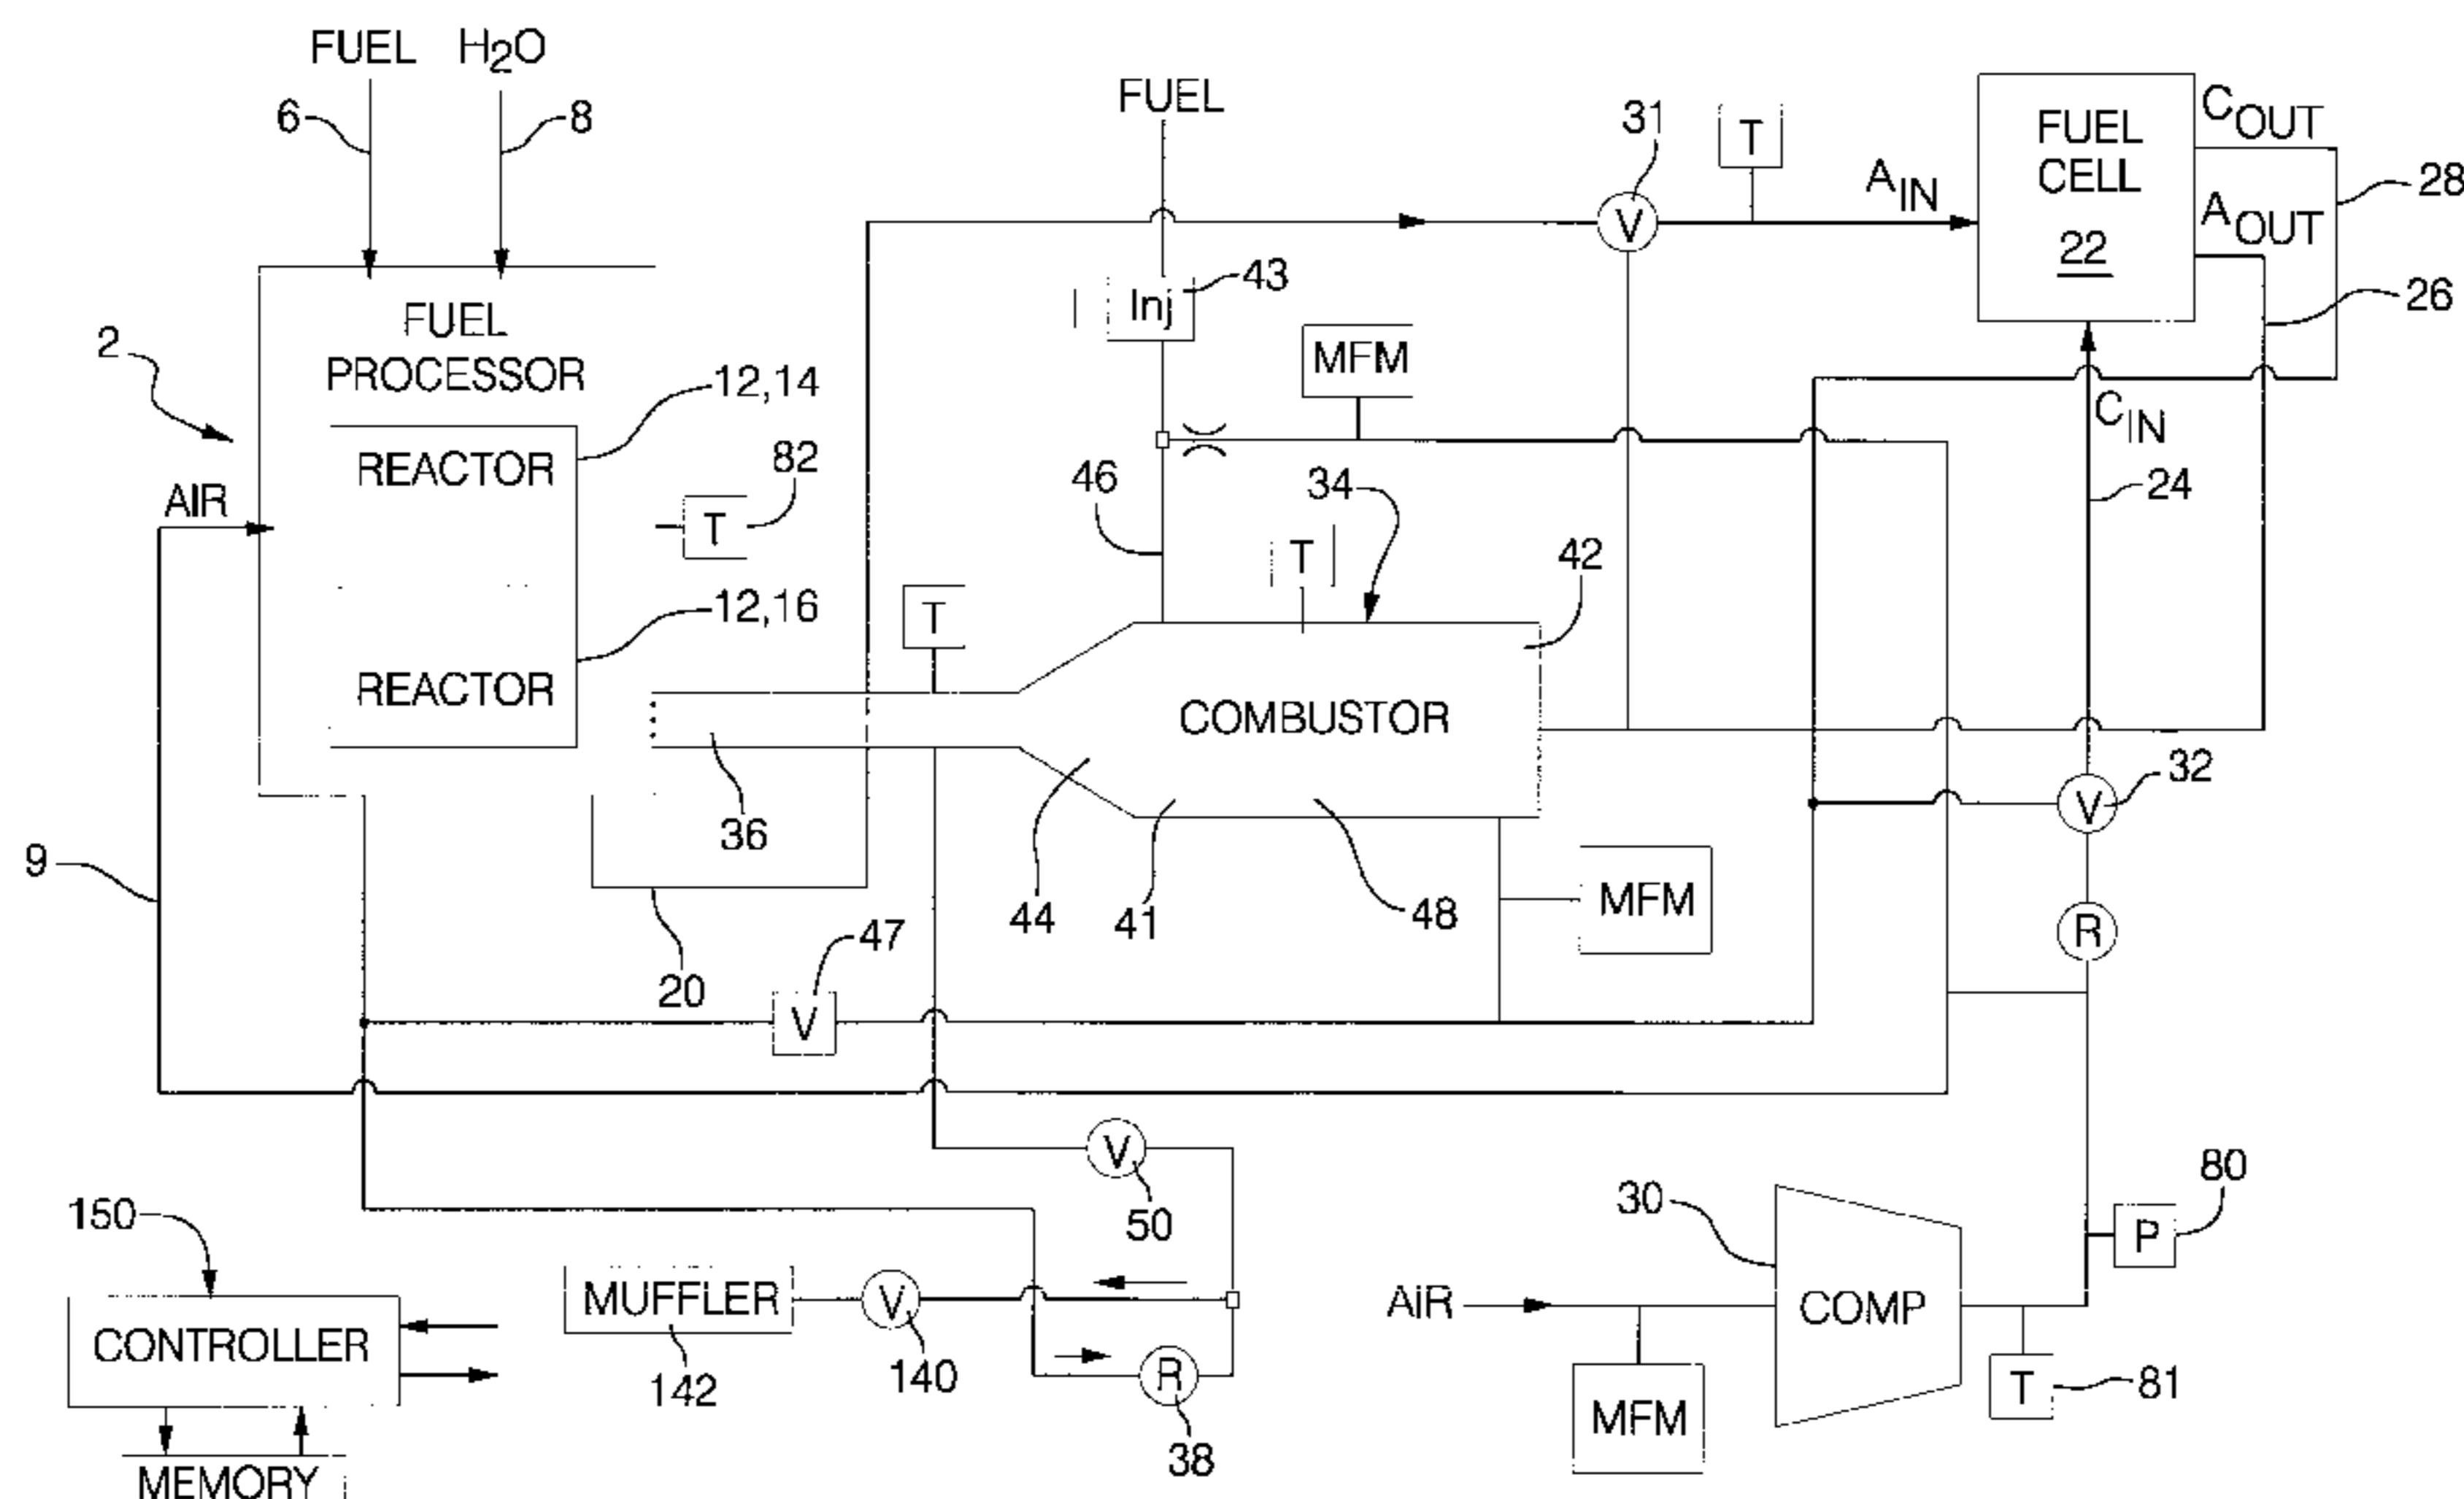 FUEL H2O
6
8
FUEL
31
T
AIN
FUEL
CELL
22
COUT
AOUT
28
26
2
FUEL
PROCESSOR
V
Inj
43
MFM
12,14
CIN
REACTOR
82
T
AIR
46
34
24
T
42
12,16
T
REACTOR
COMBUSTOR
32
V
36
9
44
41
48
MFM
R
47
20
V
V
50
80
150
30
P
MUFFLER
V
AIR
COMP
CONTROLLER
142
140
R
T
81
MFM
38
MEMORY